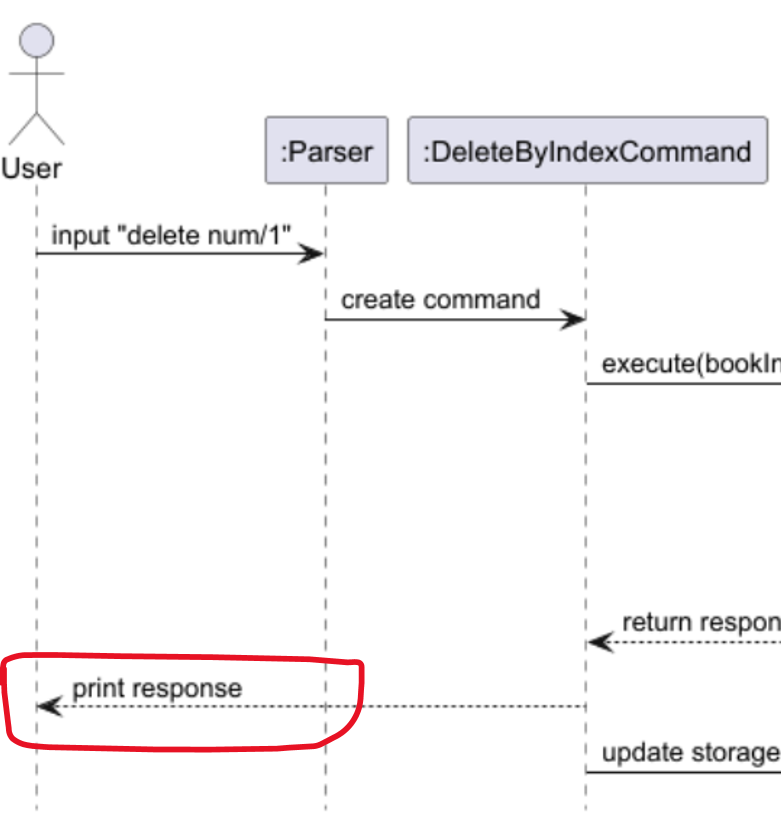 User
:Parser
:DeleteByIndexCommand
input "delete num/1"
create command
execute(bookIn
return respon
print response
update storage